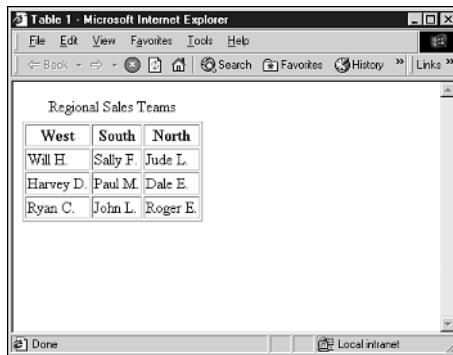 Table 1 - Microsoft Internet Explorer
File Edit View Favorites Tools Help
Back Search Favorites History » Links »
Regional Sales Teams
West South North
Will H. Sally F. Jude L.
Harvey D. Paul M. Dale E.
Ryan C. John L. Roger E.
Done Local intranet